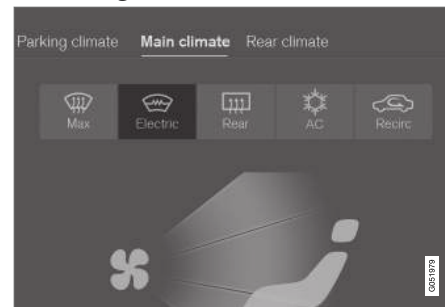 Parking climate Main climate Rear climate
Max Electric Rear AC Recirc
G051979